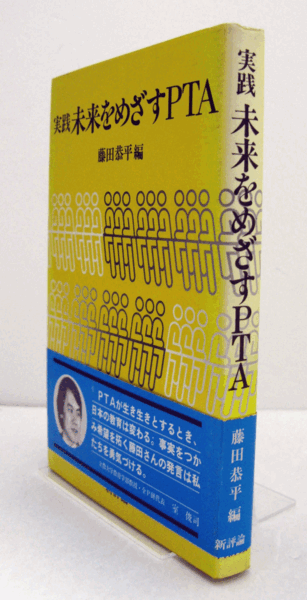 実践 未来をめざすPTA
藤田恭平編
PTAが生き生きとするとき、
日本の教育は変わる。事実をつか
み希望を拓く藤田さんの発言は私
たちを勇気づける。
室俊司
実践 未来をめざすPTA
藤田恭平編
新評論